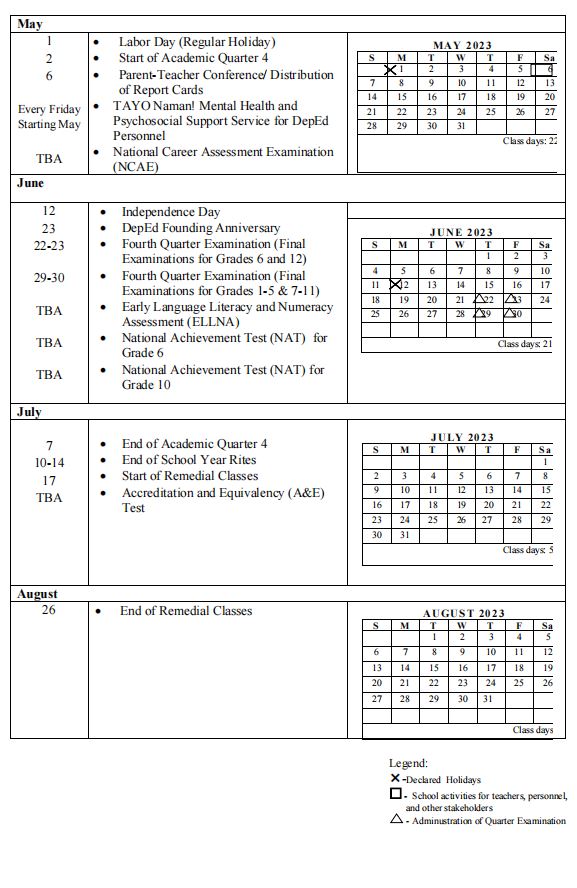 May
1 • Labor Day (Regular Holiday)
2 • Start of Academic Quarter 4
6 • Parent-Teacher Conference/ Distribution
of Report Cards
Every Friday • TAYO Naman! Mental Health and
Starting May Psychosocial Support Service for DepEd
Personnel
TBA • National Career Assessment Examination
(NCAE)
MAY 2023
S M T W T F Sa
1 2 3 4 5 6
7 8 9 10 11 12 13
14 15 16 17 18 19 20
21 22 23 24 25 26 27
28 29 30 31
Class days: 22
June
12 • Independence Day
23 • DepEd Founding Anniversary
22-23 • Fourth Quarter Examination (Final
Examinations for Grades 6 and 12)
29-30 • Fourth Quarter Examination (Final
Examinations for Grades 1-5 & 7-11)
TBA • Early Language Literacy and Numeracy
Assessment (ELLNA)
TBA • National Achievement Test (NAT) for
Grade 6
TBA • National Achievement Test (NAT) for
Grade 10
JUNE 2023
S M T W T F Sa
1 2 3
4 5 6 7 8 9 10
11 12 13 14 15 16 17
18 19 20 21 22 23 24
25 26 27 28 29 30
Class days: 21
July
7 • End of Academic Quarter 4
10-14 • End of School Year Rites
17 • Start of Remedial Classes
TBA • Accreditation and Equivalency (A&E)
Test
JULY 2023
S M T W T F Sa
1
2 3 4 5 6 7 8
9 10 11 12 13 14 15
16 17 18 19 20 21 22
23 24 25 26 27 28 29
30 31
Class days: 5
August
26 • End of Remedial Classes
AUGUST 2023
S M T W T F Sa
1 2 3 4 5
6 7 8 9 10 11 12
13 14 15 16 17 18 19
20 21 22 23 24 25 26
27 28 29 30 31
Class days
Legend:
✕ -Declared Holidays
☐ - School activities for teachers, personnel,
and other stakeholders
△ - Administration of Quarter Examination